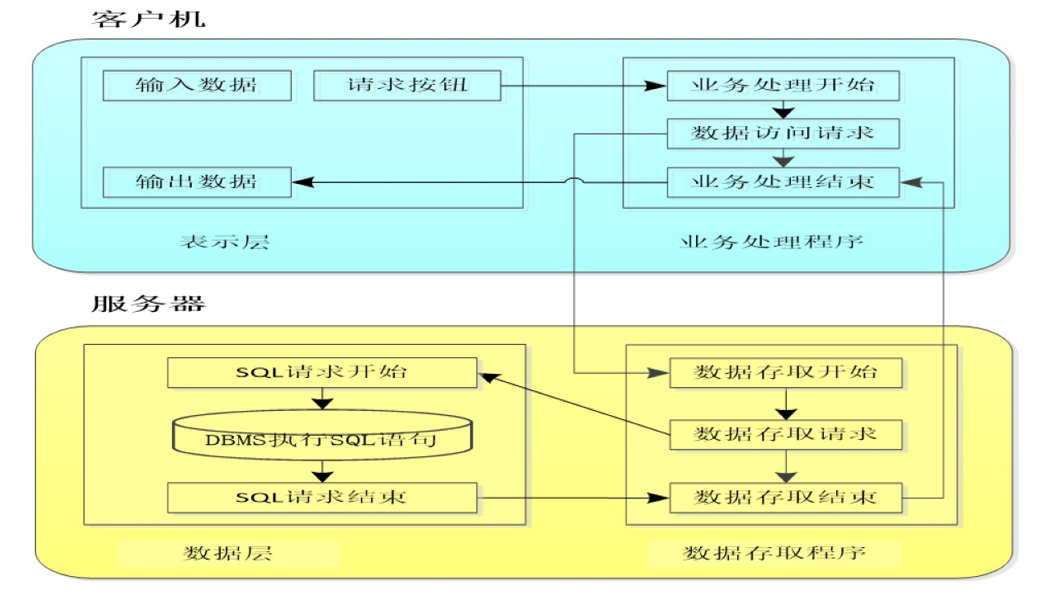 客户机
输入数据
请求按钮
业务处理开始
数据访问请求
输出数据
业务处理结束
表示层
业务处理程序
服务器
SQL请求开始
数据存取开始
DBMS执行SQL语句
数据存取请求
SQL请求结束
数据存取结束
数据层
数据存取程序